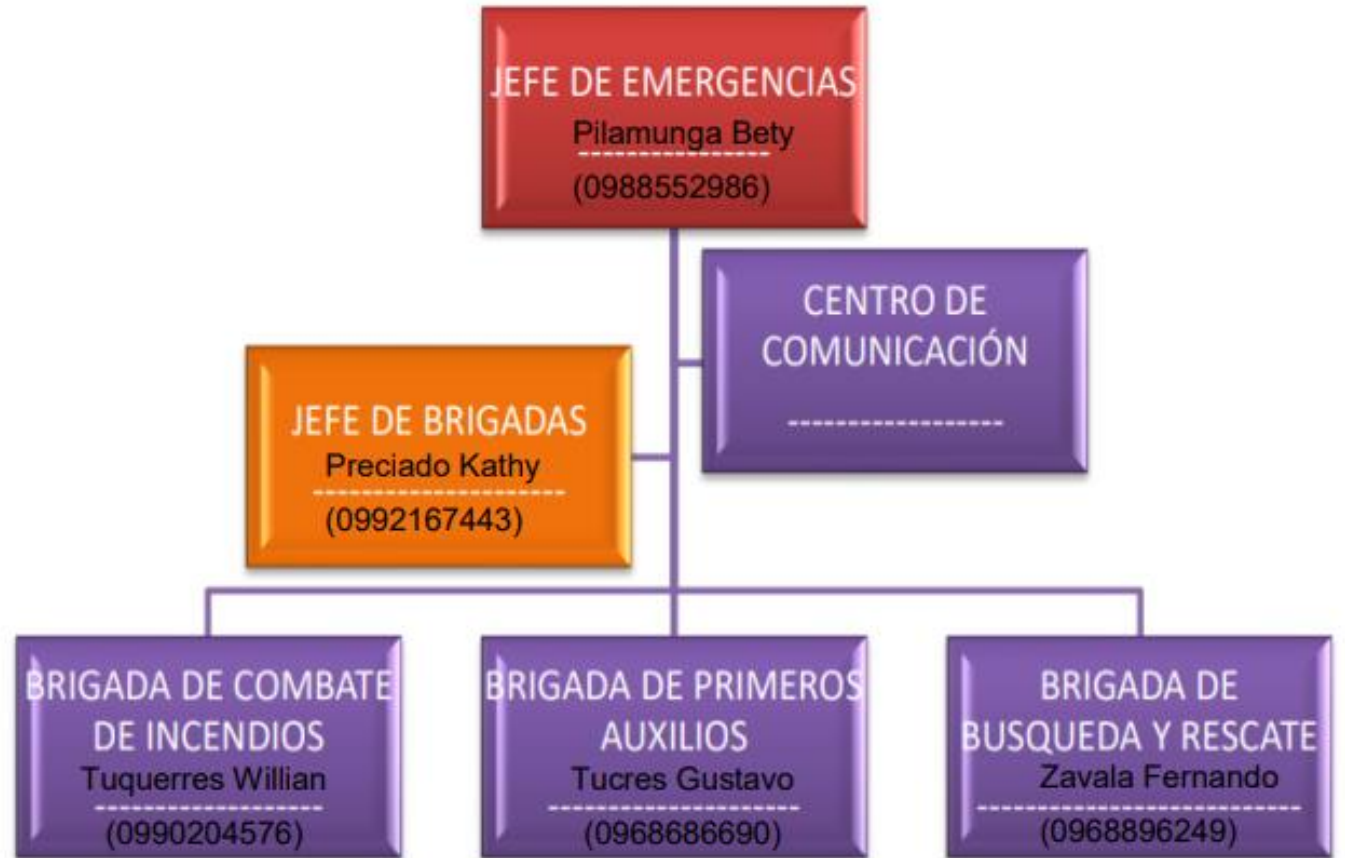 JEFE DE EMERGENCIAS
Pilamunga Bety
-----------------
(0988552986)
CENTRO DE
COMUNICACIÓN
------------------
JEFE DE BRIGADAS
Preciado Kathy
---------------------
(0992167443)
BRIGADA DE COMBATE
DE INCENDIOS
Tuquerres Willian
-------------------
(0990204576)
BRIGADA DE PRIMEROS
AUXILIOS
Tucres Gustavo
-------------------
(0968686690)
BRIGADA DE
BUSQUEDA Y RESCATE
Zavala Fernando
---------------------------
(0968896249)